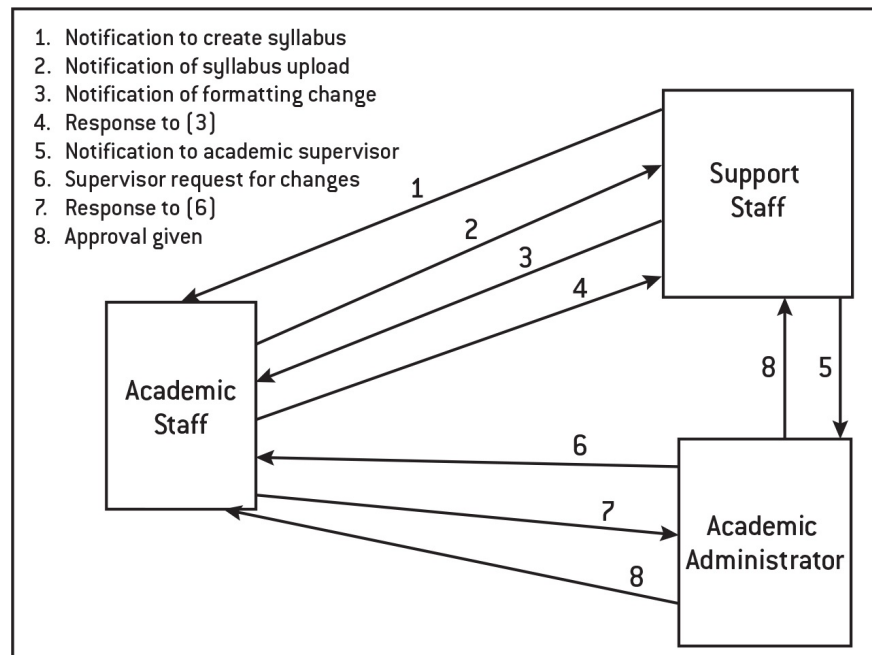 1. Notification to create syllabus
2. Notification of syllabus upload
3. Notification of formatting change
4. Response to (3)
5. Notification to academic supervisor
6. Supervisor request for changes
7. Response to (6)
8. Approval given
Support
Staff
1
2
3
4
Academic
Staff
8
5
6
7
8
Academic
Administrator